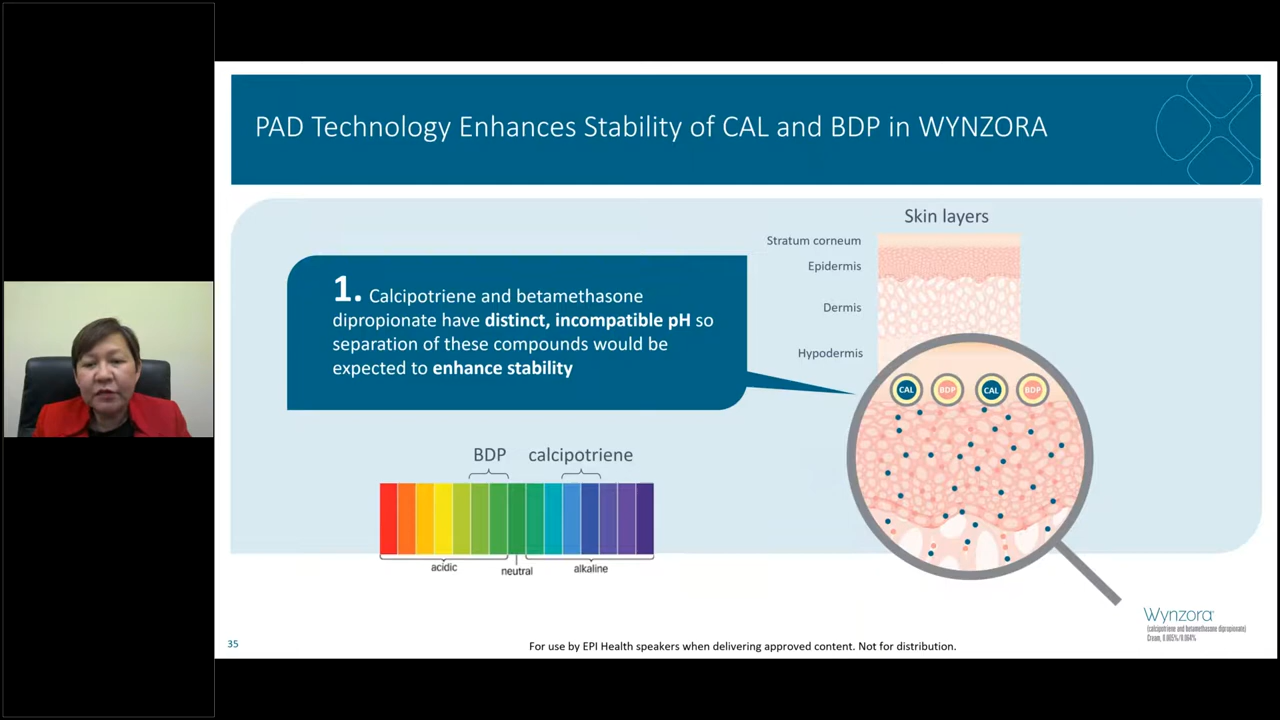 PAD Technology Enhances Stability of CAL and BDP in WYNZORA
Skin layers
Stratum corneum
Epidermis
Dermis
Hypodermis
1. Calcipotriene and betamethasone
dipropionate have distinct, incompatible pH so
separation of these compounds would be
expected to enhance stability
CAL BDP CAL BDP
BDP calcipotriene
acidic neutral alkaline
Wynzora
(calcipotriene and betamethasone dipropionate)
Cream, 0.005%/0.064%
35
For use by EPI Health speakers when delivering approved content. Not for distribution.